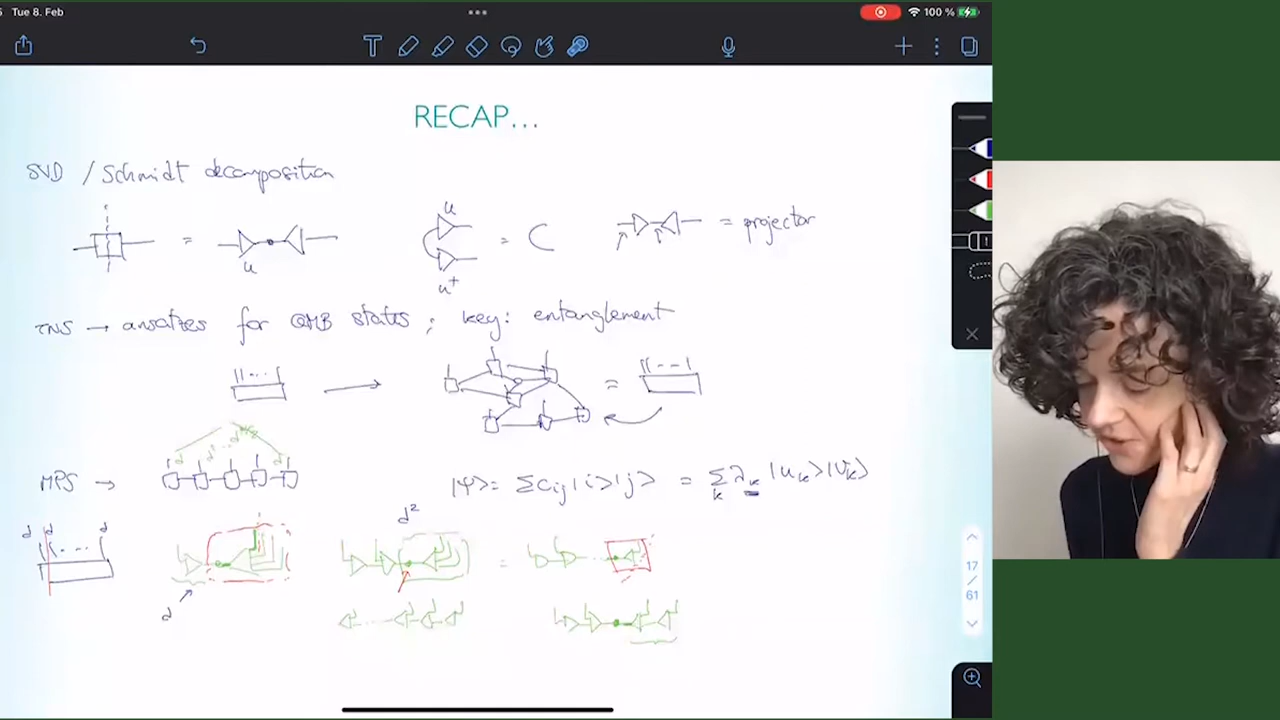 Tue 8. Feb
100 %
RECAP...
SVD / Schmidt decomposition
u
u
= projector
u†
TNS → ansatzes for QMB states ; key: entanglement
d d² ... d
MPS → |Ψ> = Σ Cij |i>|j> = Σk λk |uk>|vk>
d d d
d²
d
17
/
61